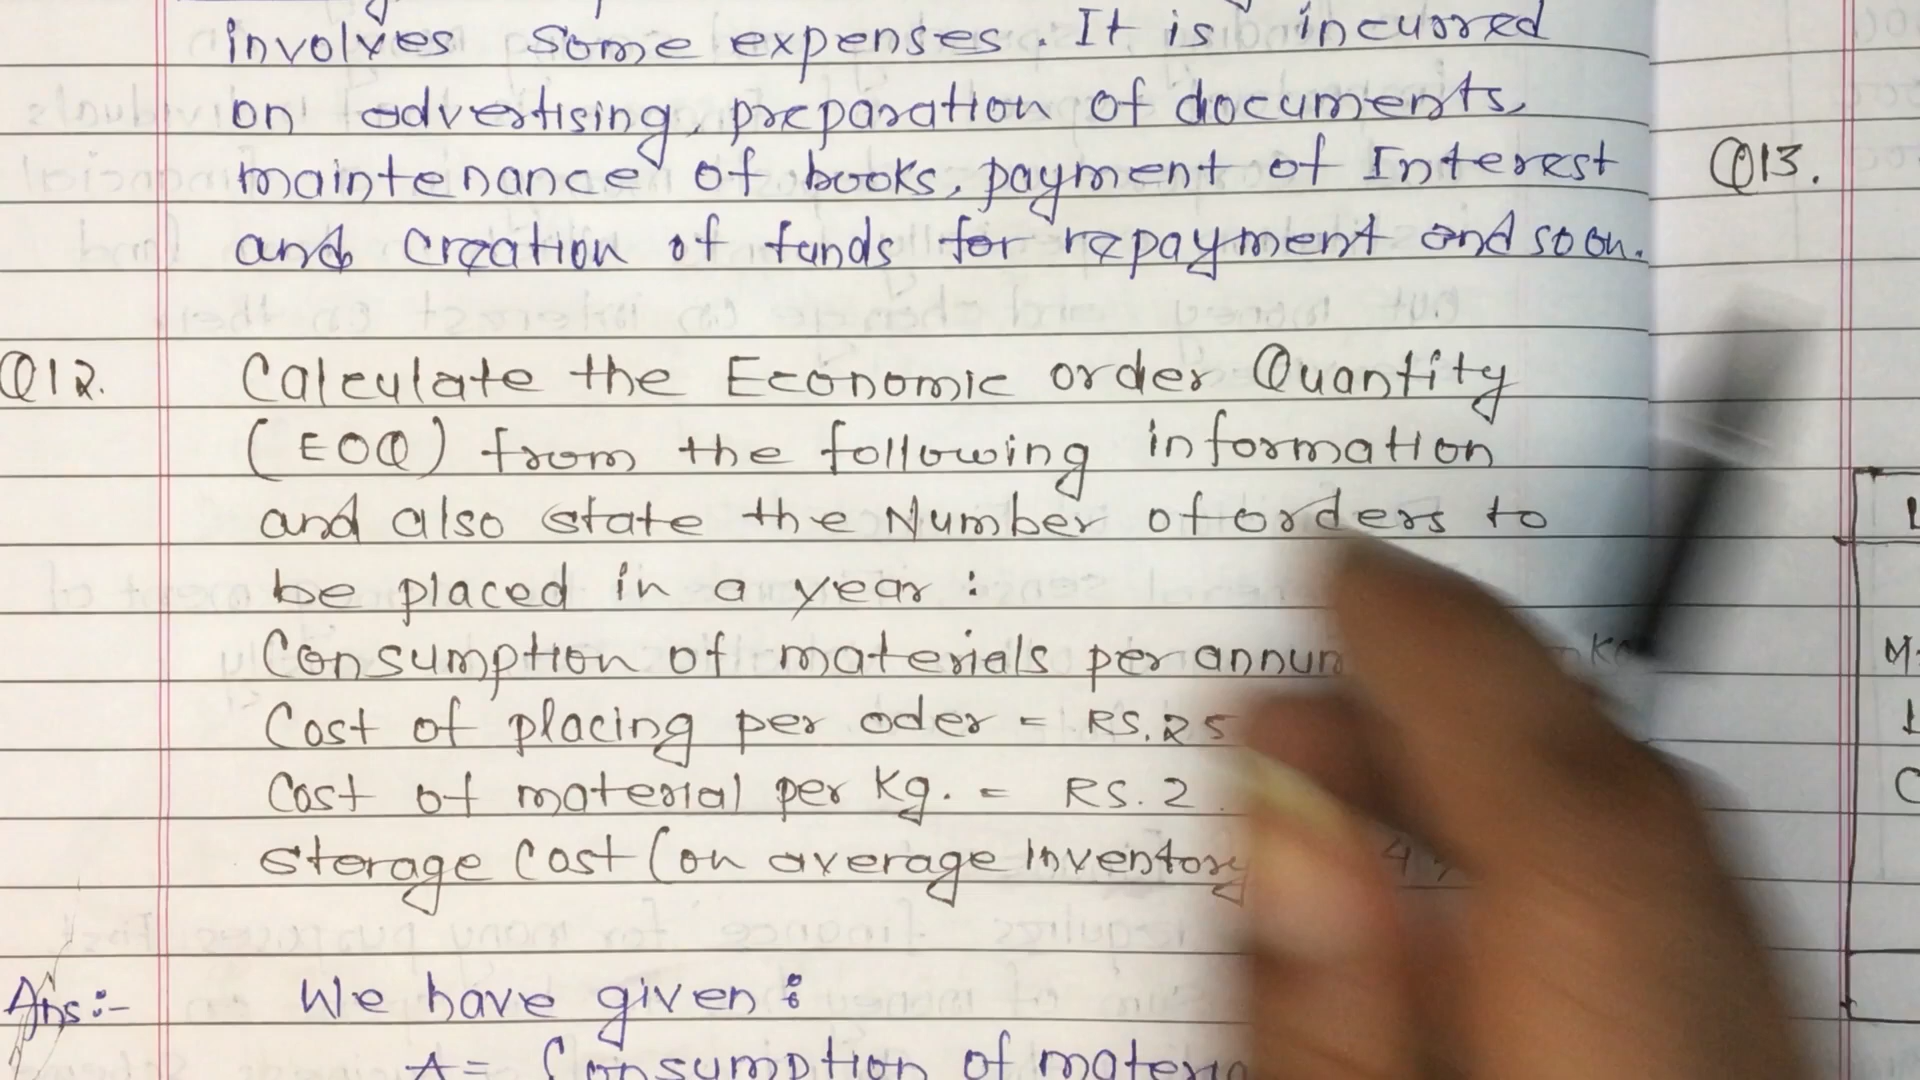 involves some expenses. It is incurred
on advertising, preparation of documents,
maintenance of books, payment of Interest
and creation of funds for repayment and soon.
Q13.
Q12. Calculate the Economic order Quantity
(EOQ) from the following information
and also state the Number of orders to
be placed in a year :
Consumption of materials per
Cost of placing per oder = RS. 25
Cost of material per Kg. = RS. 2
Storage Cost (on average Inventory
Ans:- We have given :
A = Consumption of